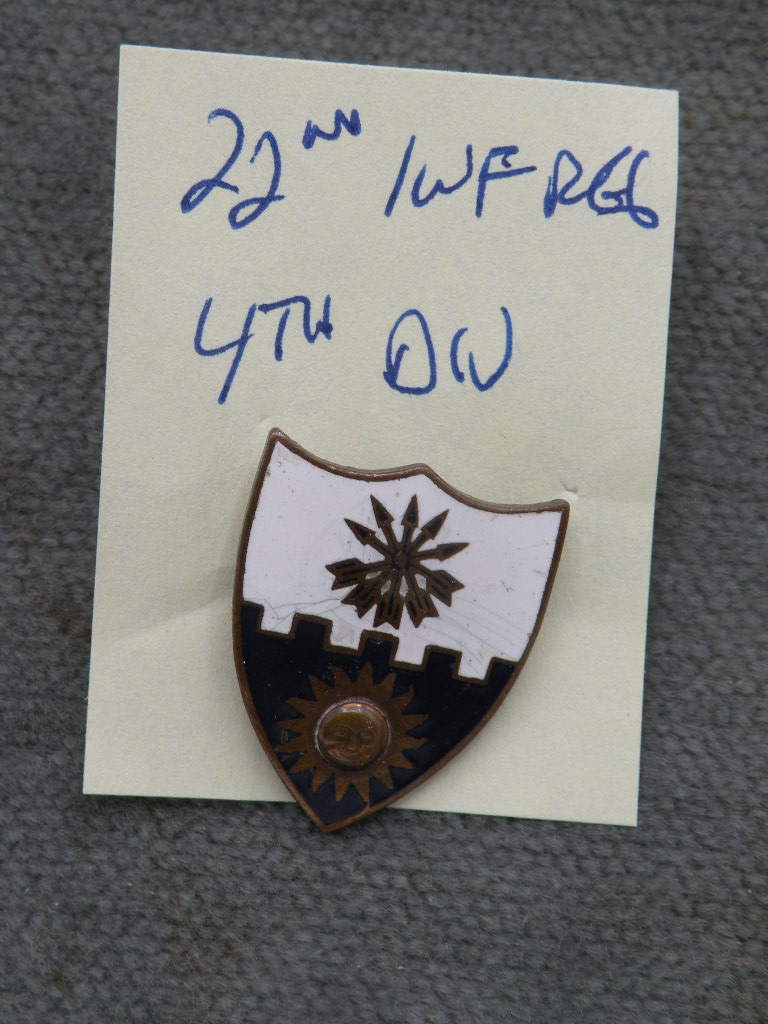 22ND INF REG
4TH DIV